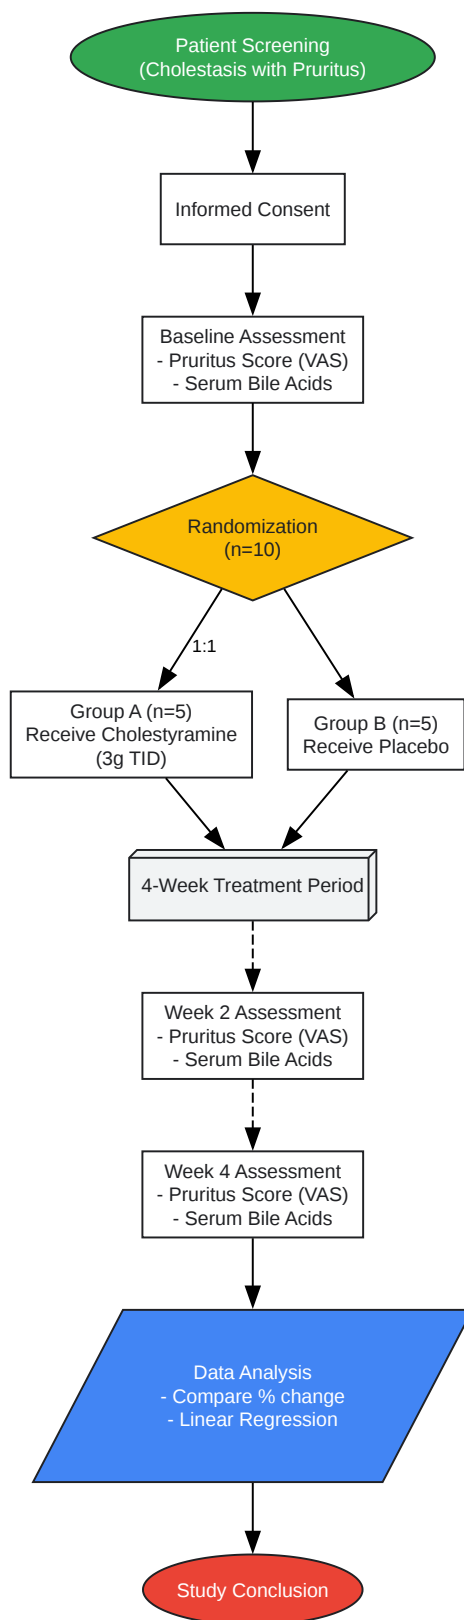 Patient Screening
(Cholestasis with Pruritus)
Informed Consent
Baseline Assessment
- Pruritus Score (VAS)
- Serum Bile Acids
Randomization
(n=10)
1:1
Group A (n=5)
Receive Cholestyramine
(3g TID)
Group B (n=5)
Receive Placebo
4-Week Treatment Period
Week 2 Assessment
- Pruritus Score (VAS)
- Serum Bile Acids
Week 4 Assessment
- Pruritus Score (VAS)
- Serum Bile Acids
Data Analysis
- Compare % change
- Linear Regression
Study Conclusion